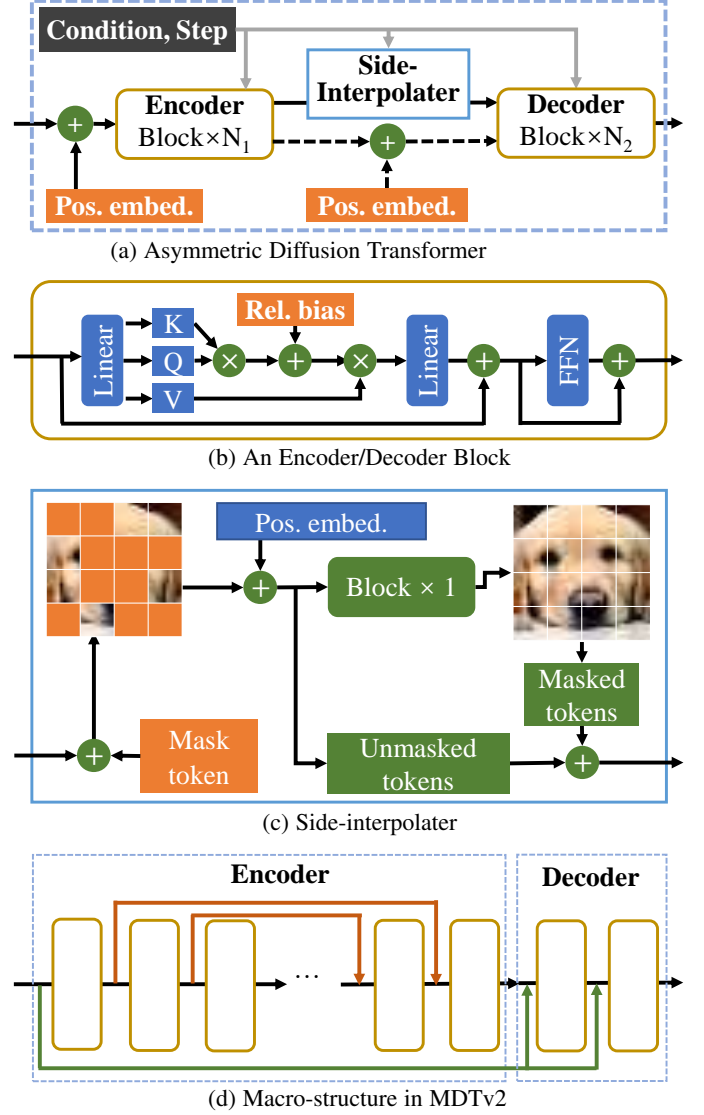 Condition, Step
Side-
Interpolater
Encoder
Block×N₁
Decoder
Block×N₂
+
+
Pos. embed.
Pos. embed.
(a) Asymmetric Diffusion Transformer
Rel. bias
Linear
K
Q
V
×
+
×
Linear
+
FFN
+
(b) An Encoder/Decoder Block
Pos. embed.
+
Block × 1
Masked
tokens
+
Mask
token
Unmasked
tokens
+
(c) Side-interpolater
Encoder
Decoder
...
(d) Macro-structure in MDTv2